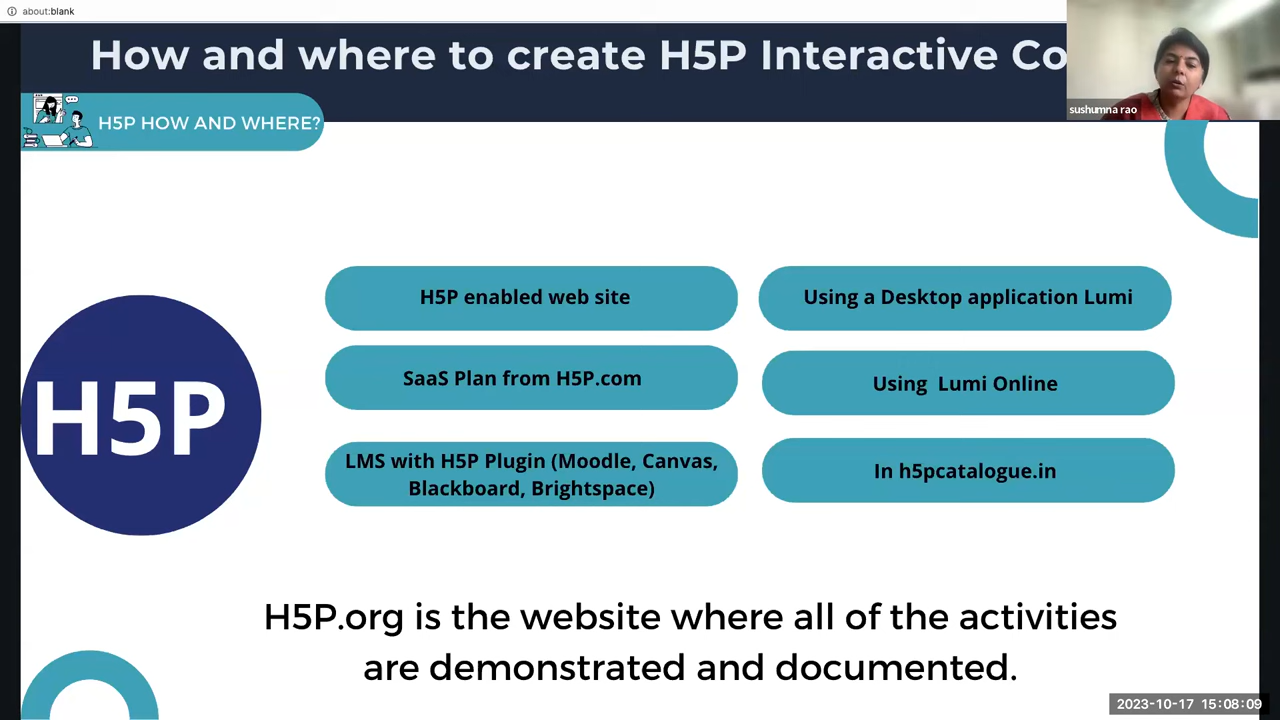 about:blank
How and where to create H5P Interactive Co
sushumna rao
H5P HOW AND WHERE?
H5P enabled web site
Using a Desktop application Lumi
SaaS Plan from H5P.com
Using Lumi Online
LMS with H5P Plugin (Moodle, Canvas,
Blackboard, Brightspace)
In h5pcatalogue.in
H5P
H5P.org is the website where all of the activities
are demonstrated and documented.
2023-10-17 15:08:09